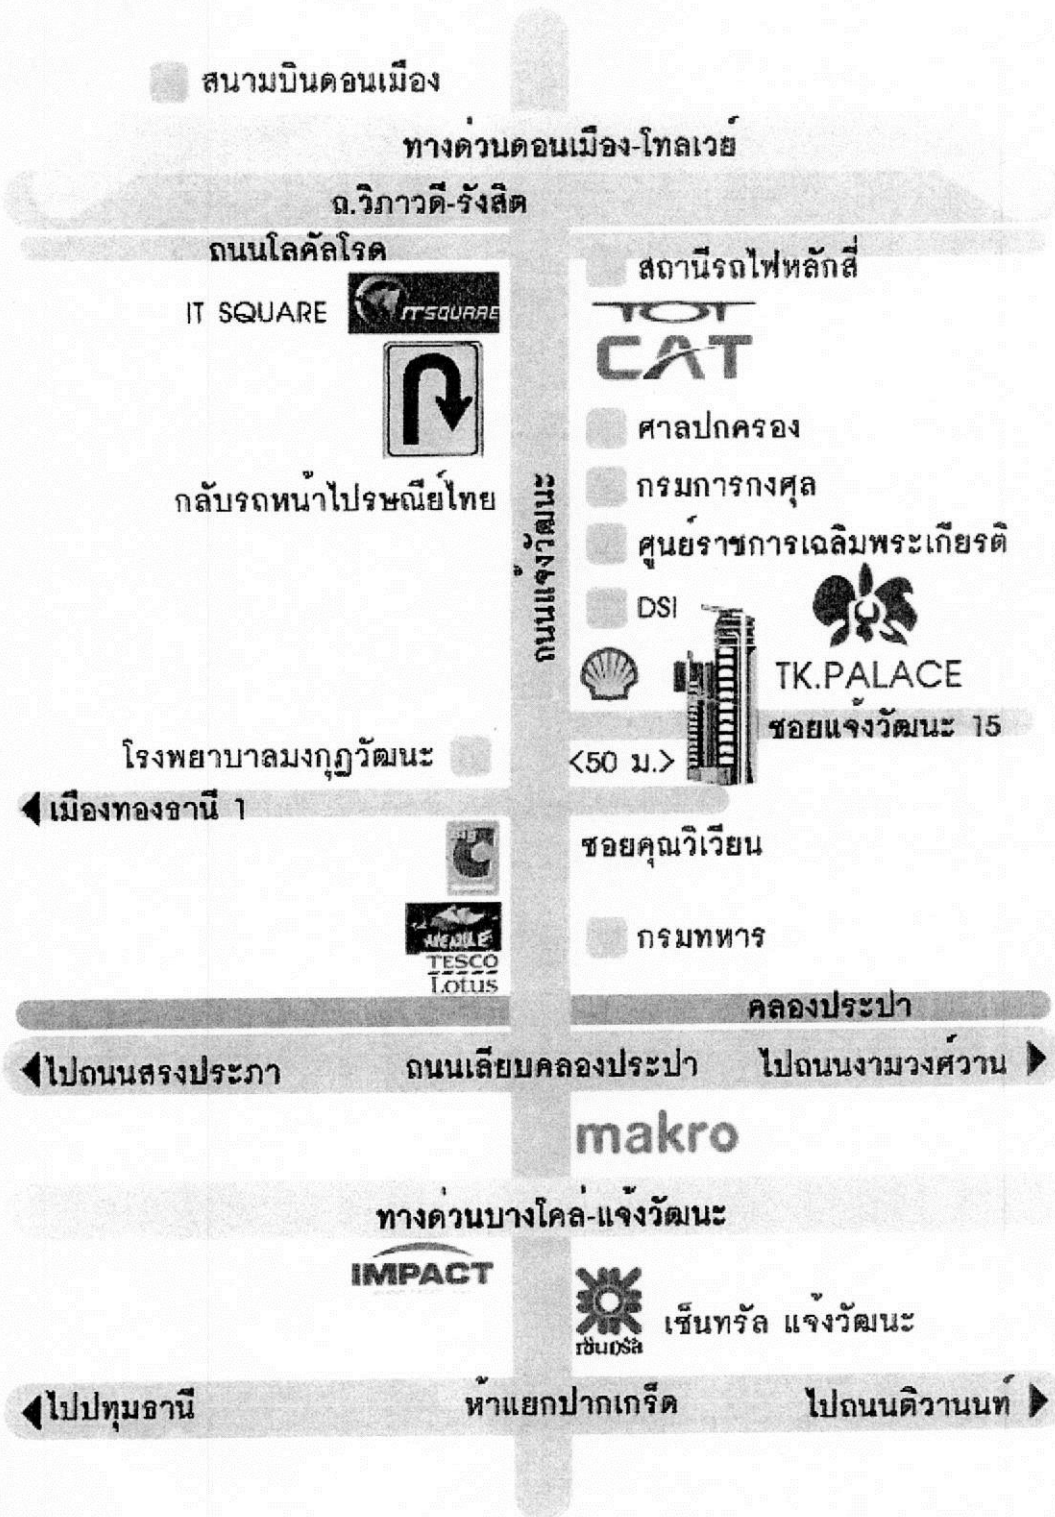 สนามบินดอนเมือง
ทางด่วนดอนเมือง-โทลเวย์
ถ.วิภาวดี-รังสิต
ถนนโลคัลโรด
สถานีรถไฟหลักสี่
IT SQUARE
ITSQUARE
TOT
CAT
ศาลปกครอง
กรมการกงศุล
กลับรถหน้าไปรษณีย์ไทย
ถนนแจ้งวัฒนะ
ศูนย์ราชการเฉลิมพระเกียรติ
DSI
TK.PALACE
ซอยแจ้งวัฒนะ 15
โรงพยาบาลมงกุฎวัฒนะ
<50 ม.>
เมืองทองธานี 1
ซอยคุณวิเวียน
กรมทหาร
TESCO
Lotus
คลองประปา
ไปถนนสรงประภา
ถนนเลียบคลองประปา
ไปถนนงามวงศ์วาน
makro
ทางด่วนบางโคล่-แจ้งวัฒนะ
IMPACT
เซ็นทรัล แจ้งวัฒนะ
เซ็นทรัล
ไปปทุมธานี
ห้าแยกปากเกร็ด
ไปถนนติวานนท์